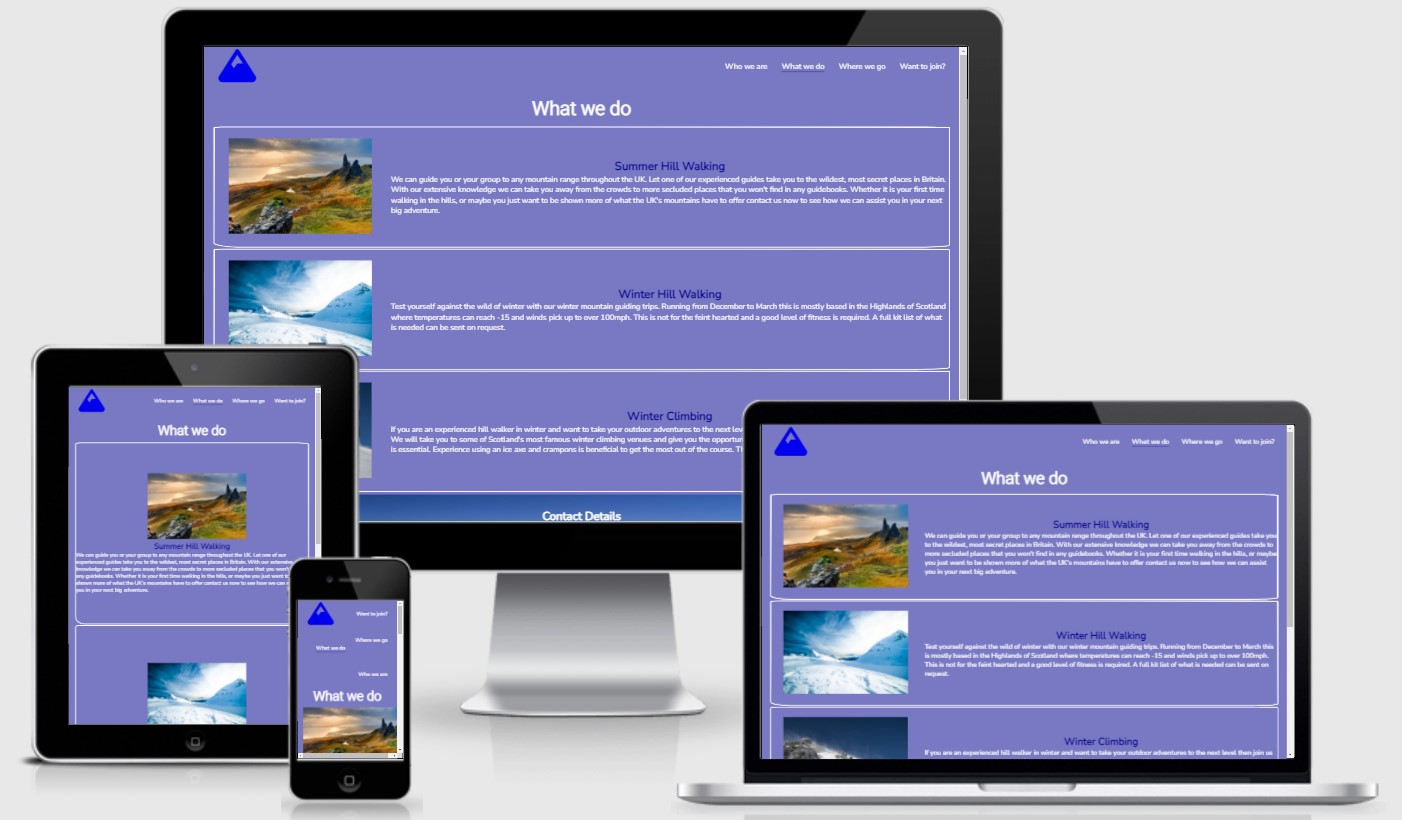 Who we are What we do Where we go Want to join?
What we do
Summer Hill Walking
We can guide you or your group to any mountain range throughout the UK. Let one of our experienced guides take you to the wildest, most secret places in Britain.
With our extensive knowledge we can take you away from the crowds to more secluded places that you won't find in any guidebooks. Whether it is your first time
walking in the hills, or maybe you just want to be shown more of what the UK's mountains have to offer contact us now to see how we can assist you in your next
big adventure.
Winter Hill Walking
Test yourself against the wild of winter with our winter mountain guiding trips. Running from December to March this is mostly based in the Highlands of Scotland
where temperatures can reach -15 and winds pick up to over 100mph. This is not for the feint hearted and a good level of fitness is required. A full kit list of what
is needed can be sent on request.
Winter Climbing
If you are an experienced hill walker in winter and want to take your outdoor adventures to the next
We will take you to some of Scotland's most famous winter climbing venues and give you the
is essential. Experience using an ice axe and crampons is beneficial to get the most out of the course.
Contact Details
Who we are What we do Where we go Want to join?
What we do
Summer Hill Walking
We can guide you or your group to any mountain range throughout the UK. Let one of our
experienced guides take you to the wildest, most secret places in Britain. With our extensive
knowledge we can take you away from the crowds to more secluded places that you won't
any guidebooks. Whether it is your first time walking in the hills, or maybe you just want to
shown more of what the UK's mountains have to offer contact us now to see how we can
you in your next big adventure.
Want to join?
Where we go
What we do
Who we are
What we do
Who we are What we do Where we go Want to join?
What we do
Summer Hill Walking
We can guide you or your group to any mountain range throughout the UK. Let one of our experienced guides take you
to the wildest, most secret places in Britain. With our extensive knowledge we can take you away from the crowds to
more secluded places that you won't find in any guidebooks. Whether it is your first time walking in the hills, or maybe
you just want to be shown more of what the UK's mountains have to offer contact us now to see how we can assist
you in your next big adventure.
Winter Hill Walking
Test yourself against the wild of winter with our winter mountain guiding trips. Running from December to March this
is mostly based in the Highlands of Scotland where temperatures can reach -15 and winds pick up to over 100mph.
This is not for the feint hearted and a good level of fitness is required. A full kit list of what is needed can be sent on
request.
Winter Climbing
If you are an experienced hill walker in winter and want to take your outdoor adventures to the next level then join us